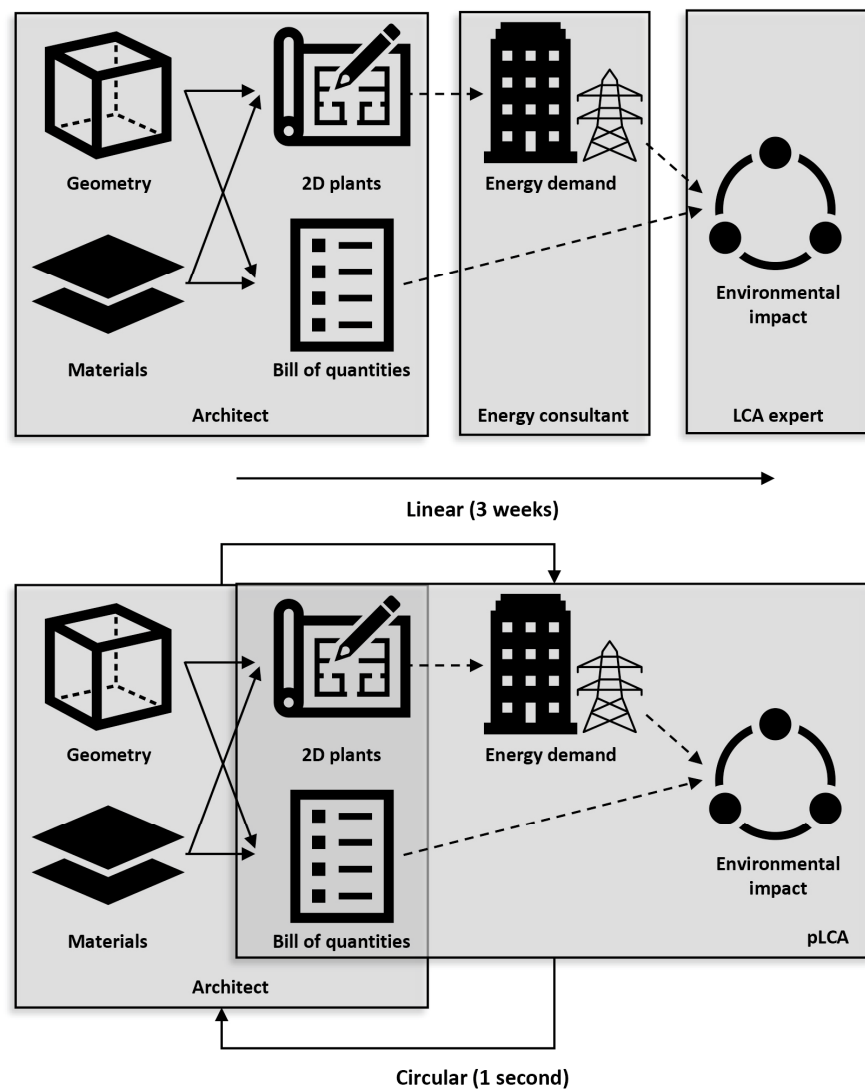 Geometry
2D plants
Energy demand
Environmental
impact
Materials
Bill of quantities
Architect
Energy consultant
LCA expert
Linear (3 weeks)
Geometry
2D plants
Energy demand
Environmental
impact
Materials
Bill of quantities
pLCA
Architect
Circular (1 second)